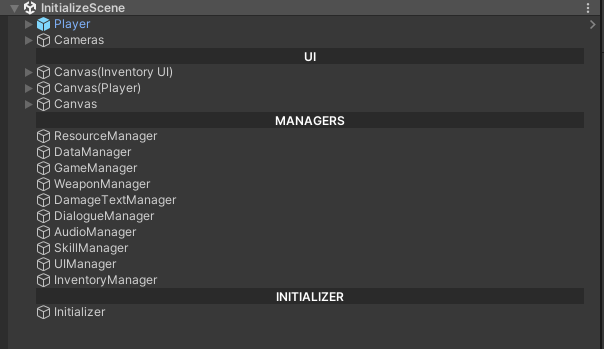 InitializeScene
Player
Cameras
UI
Canvas(Inventory UI)
Canvas(Player)
Canvas
MANAGERS
ResourceManager
DataManager
GameManager
WeaponManager
DamageTextManager
DialogueManager
AudioManager
SkillManager
UIManager
InventoryManager
INITIALIZER
Initializer